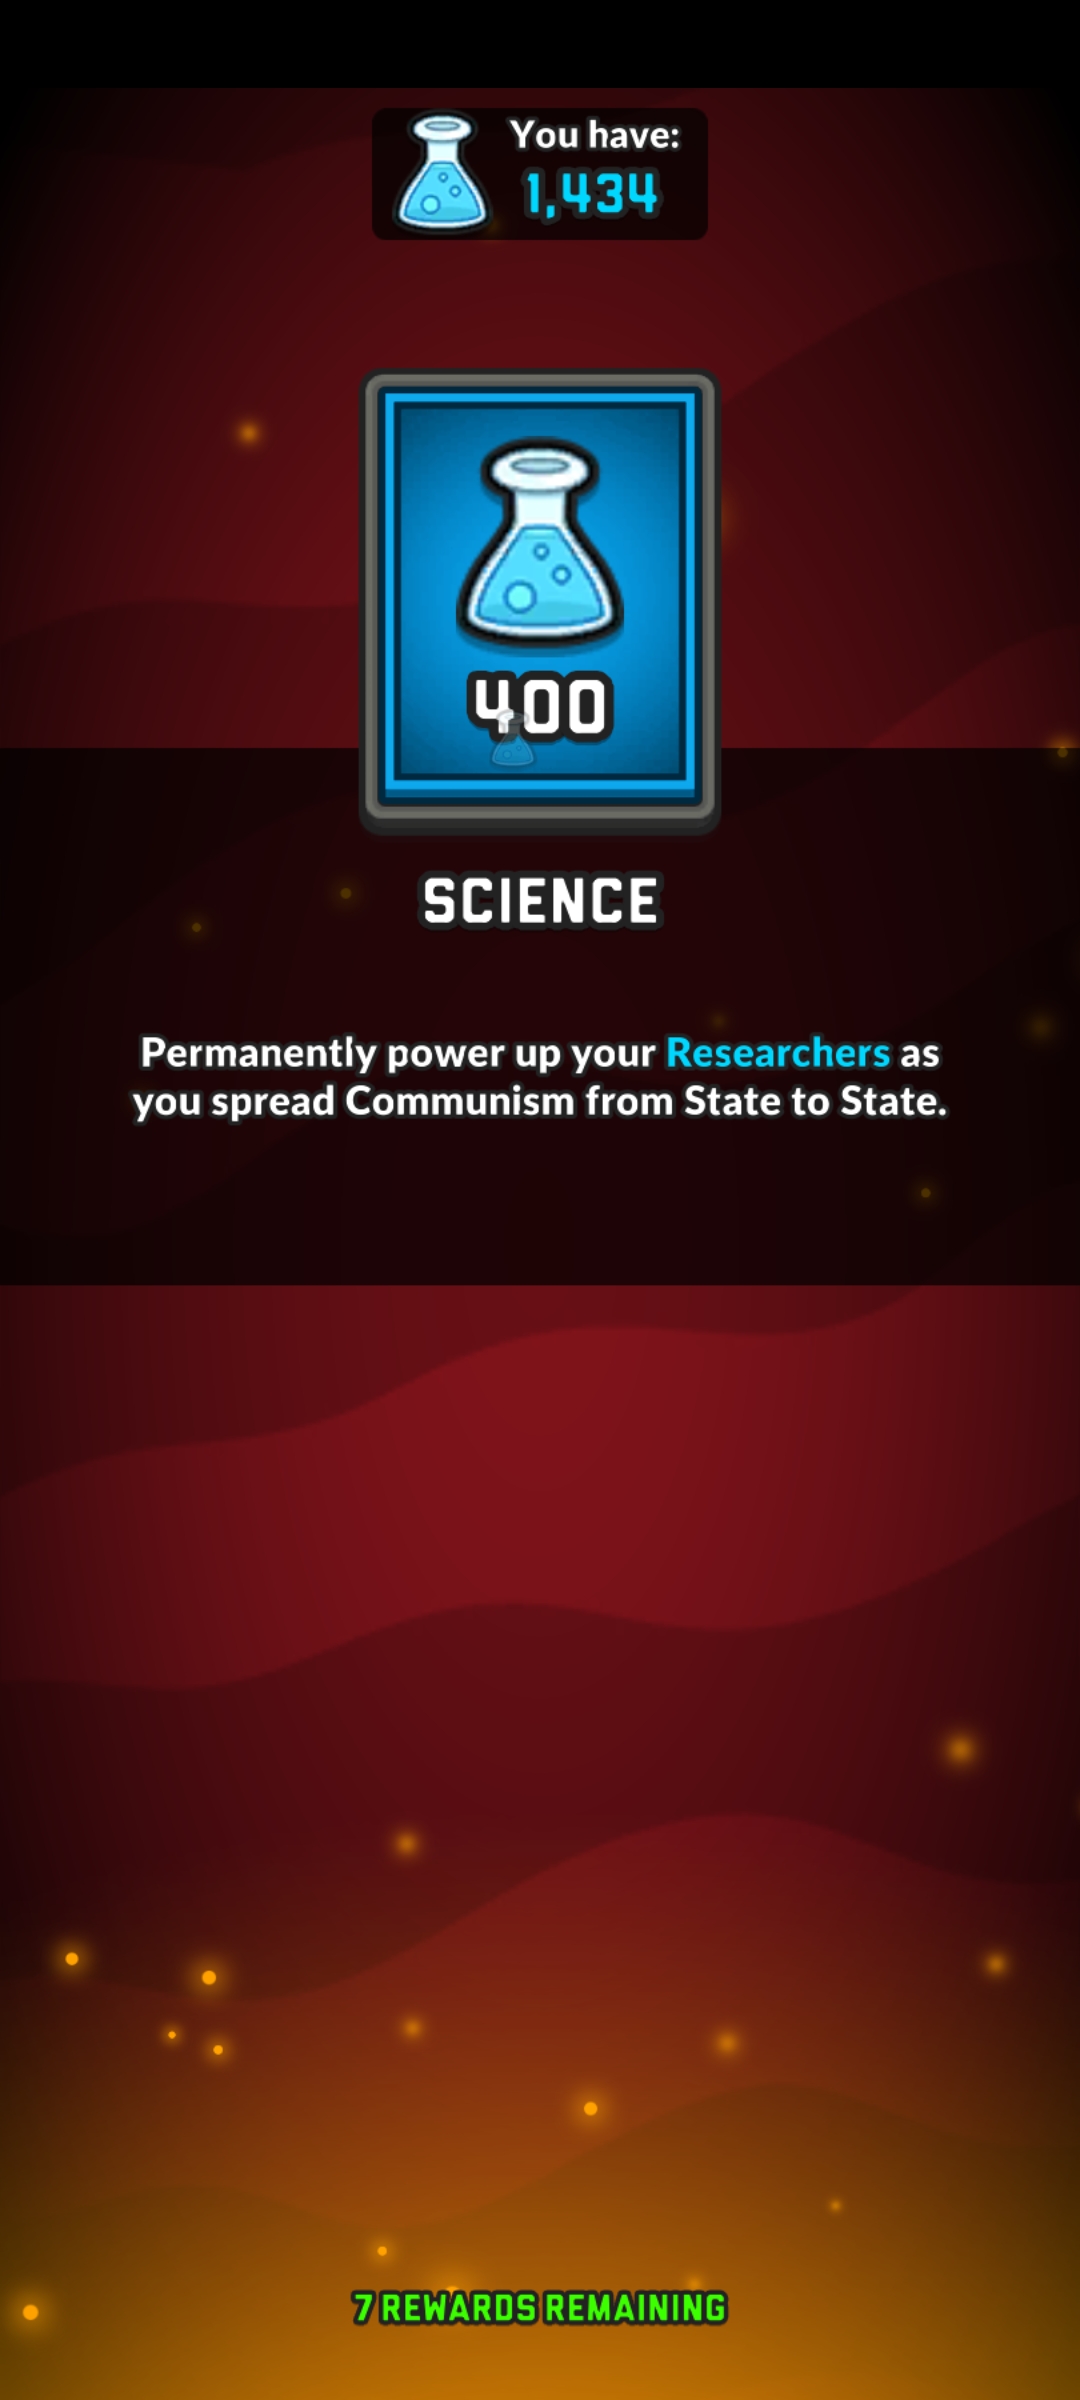 You have:
1,434
400
SCIENCE
Permanently power up your Researchers as
you spread Communism from State to State.
7 REWARDS REMAINING